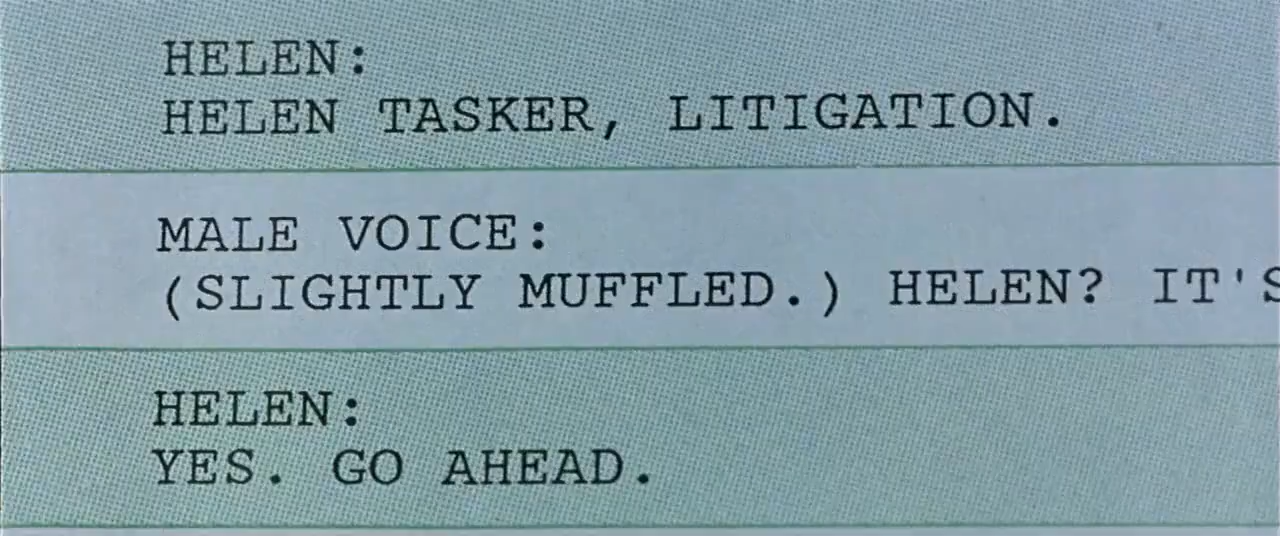 HELEN:
HELEN TASKER, LITIGATION.
MALE VOICE:
(SLIGHTLY MUFFLED.) HELEN? IT'S
HELEN:
YES. GO AHEAD.